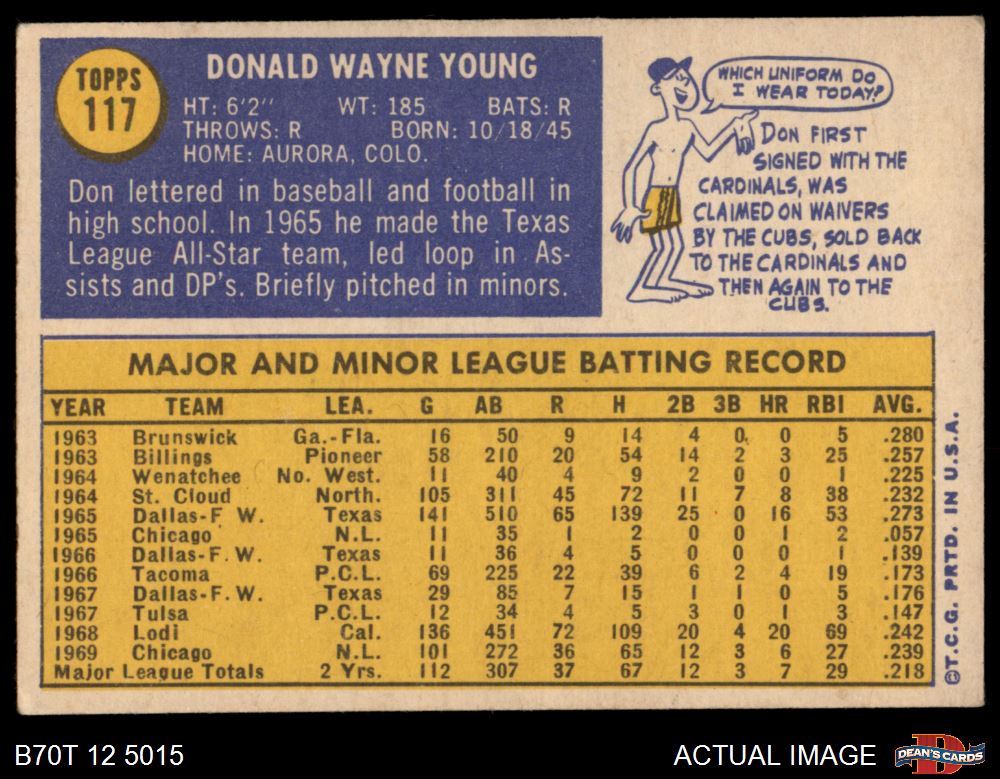 TOPPS
117
DONALD WAYNE YOUNG
HT: 6'2" WT: 185 BATS: R
THROWS: R BORN: 10/18/45
HOME: AURORA, COLO.
Don lettered in baseball and football in
high school. In 1965 he made the Texas
League All-Star team, led loop in As-
sists and DP's. Briefly pitched in minors.
WHICH UNIFORM DO
I WEAR TODAY?
DON FIRST
SIGNED WITH THE
CARDINALS, WAS
CLAIMED ON WAIVERS
BY THE CUBS, SOLD BACK
TO THE CARDINALS AND
THEN AGAIN TO THE
CUBS.
MAJOR AND MINOR LEAGUE BATTING RECORD
YEAR TEAM LEA. G AB R H 2B 3B HR RBI AVG.
1963 Brunswick Ga.-Fla. 16 50 9 14 4 0 0 5 .280
1963 Billings Pioneer 58 210 20 54 14 2 3 25 .257
1964 Wenatchee No. West. 11 40 4 9 2 0 0 1 .225
1964 St. Cloud North. 105 311 45 72 11 7 8 38 .232
1965 Dallas-F W. Texas 141 510 65 139 25 0 16 53 .273
1965 Chicago N.L. 11 35 1 2 0 0 1 2 .057
1966 Dallas-F.W. Texas 11 36 4 5 0 0 0 1 .139
1966 Tacoma P.C.L. 69 225 22 39 6 2 4 19 .173
1967 Dallas-F.W. Texas 29 85 7 15 1 1 0 5 .176
1967 Tulsa P.C.L. 12 34 4 5 3 0 1 3 .147
1968 Lodi Cal. 136 451 72 109 20 4 20 69 .242
1969 Chicago N.L. 101 272 36 65 12 3 6 27 .239
Major League Totals 2 Yrs. 112 307 37 67 12 3 7 29 .218
©T.C.G. PRTD. IN U.S.A.
B70T 12 5015
ACTUAL IMAGE
D
DEAN'S CARDS